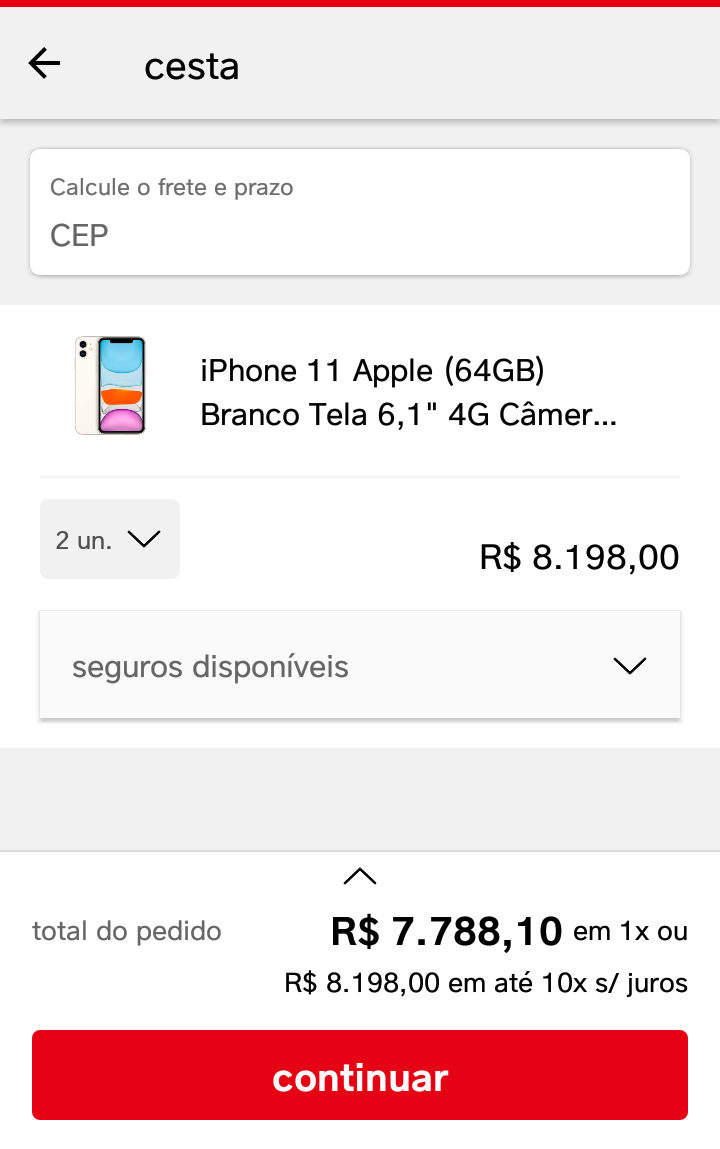 cesta
Calcule o frete e prazo
CEP
iPhone 11 Apple (64GB)
Branco Tela 6,1" 4G Câmer...
2 un.
R$ 8.198,00
seguros disponíveis
total do pedido R$ 7.788,10 em 1x ou
R$ 8.198,00 em até 10x s/ juros
continuar